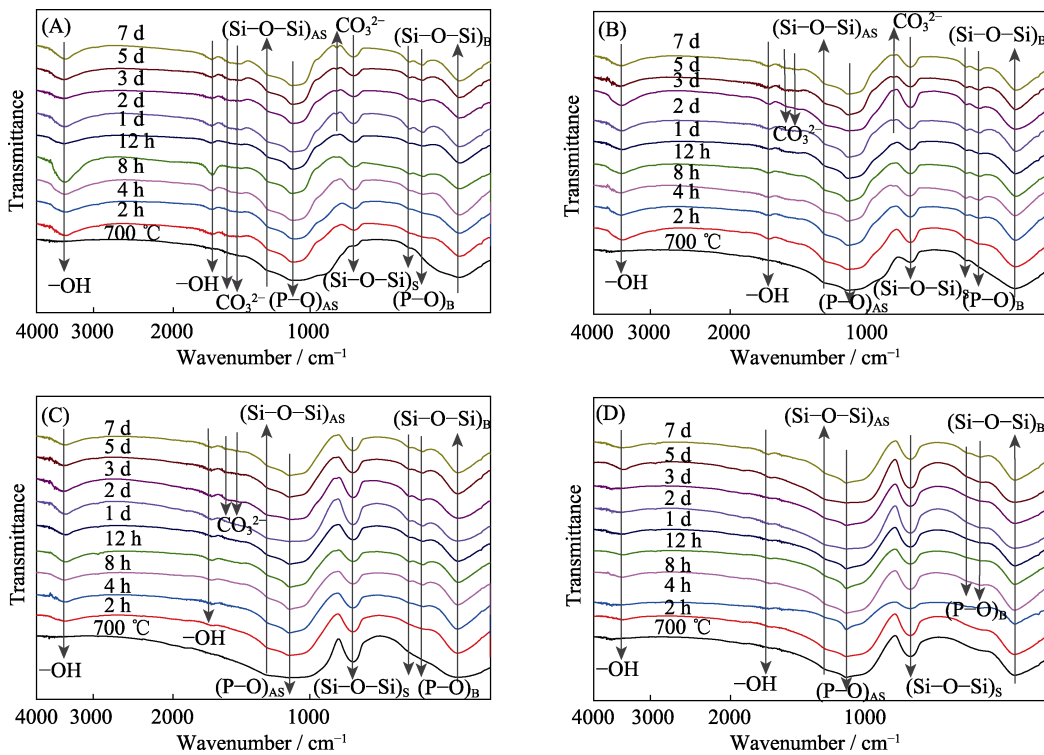 (A)
(Si−O−Si)AS
CO₃²⁻
(Si−O−Si)B
7 d
5 d
3 d
2 d
1 d
12 h
8 h
4 h
2 h
700 ℃
−OH
−OH
CO₃²⁻
(P−O)AS
(Si−O−Si)S
(P−O)B
Transmittance
4000 3000 2000 1000
Wavenumber / cm⁻¹
(B)
(Si−O−Si)AS
CO₃²⁻
(Si−O−Si)B
7 d
5 d
3 d
2 d
1 d
12 h
8 h
4 h
2 h
700 ℃
CO₃²⁻
−OH
−OH
(P−O)AS
(Si−O−Si)S
(P−O)B
Transmittance
4000 3000 2000 1000
Wavenumber / cm⁻¹
(C)
(Si−O−Si)AS
(Si−O−Si)B
7 d
5 d
3 d
2 d
1 d
12 h
8 h
4 h
2 h
700 ℃
CO₃²⁻
−OH
−OH
(P−O)AS
(Si−O−Si)S
(P−O)B
Transmittance
4000 3000 2000 1000
Wavenumber / cm⁻¹
(D)
(Si−O−Si)AS
(Si−O−Si)B
7 d
5 d
3 d
2 d
1 d
12 h
8 h
4 h
2 h
700 ℃
(P−O)B
−OH
−OH
(P−O)AS
(Si−O−Si)S
Transmittance
4000 3000 2000 1000
Wavenumber / cm⁻¹